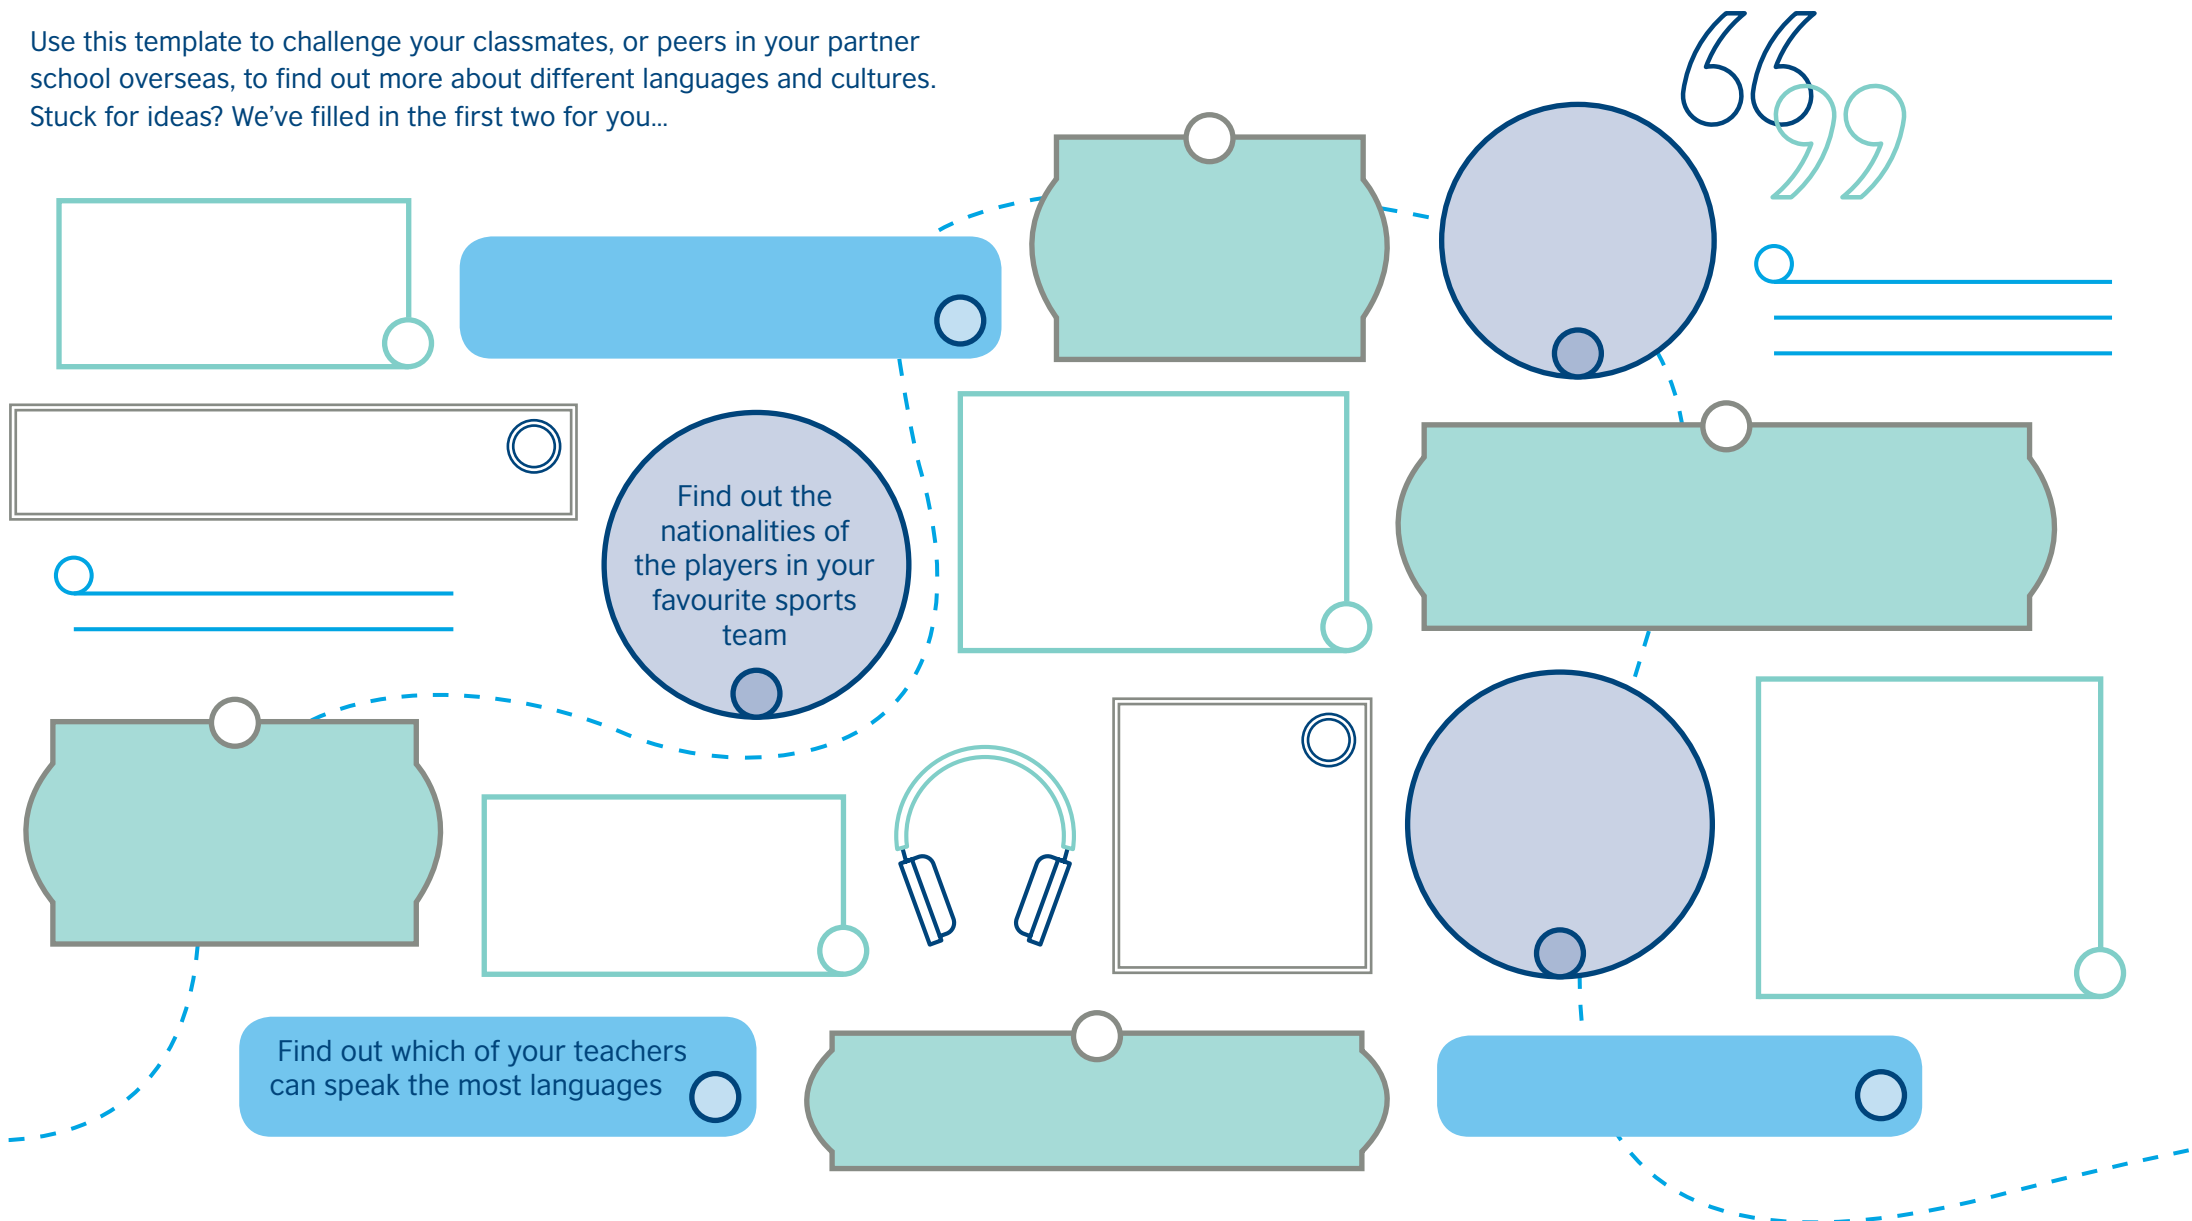 Use this template to challenge your classmates, or peers in your partner
school overseas, to find out more about different languages and cultures.
Stuck for ideas? We’ve filled in the first two for you...
Find out the
nationalities of
the players in your
favourite sports
team
Find out which of your teachers
can speak the most languages